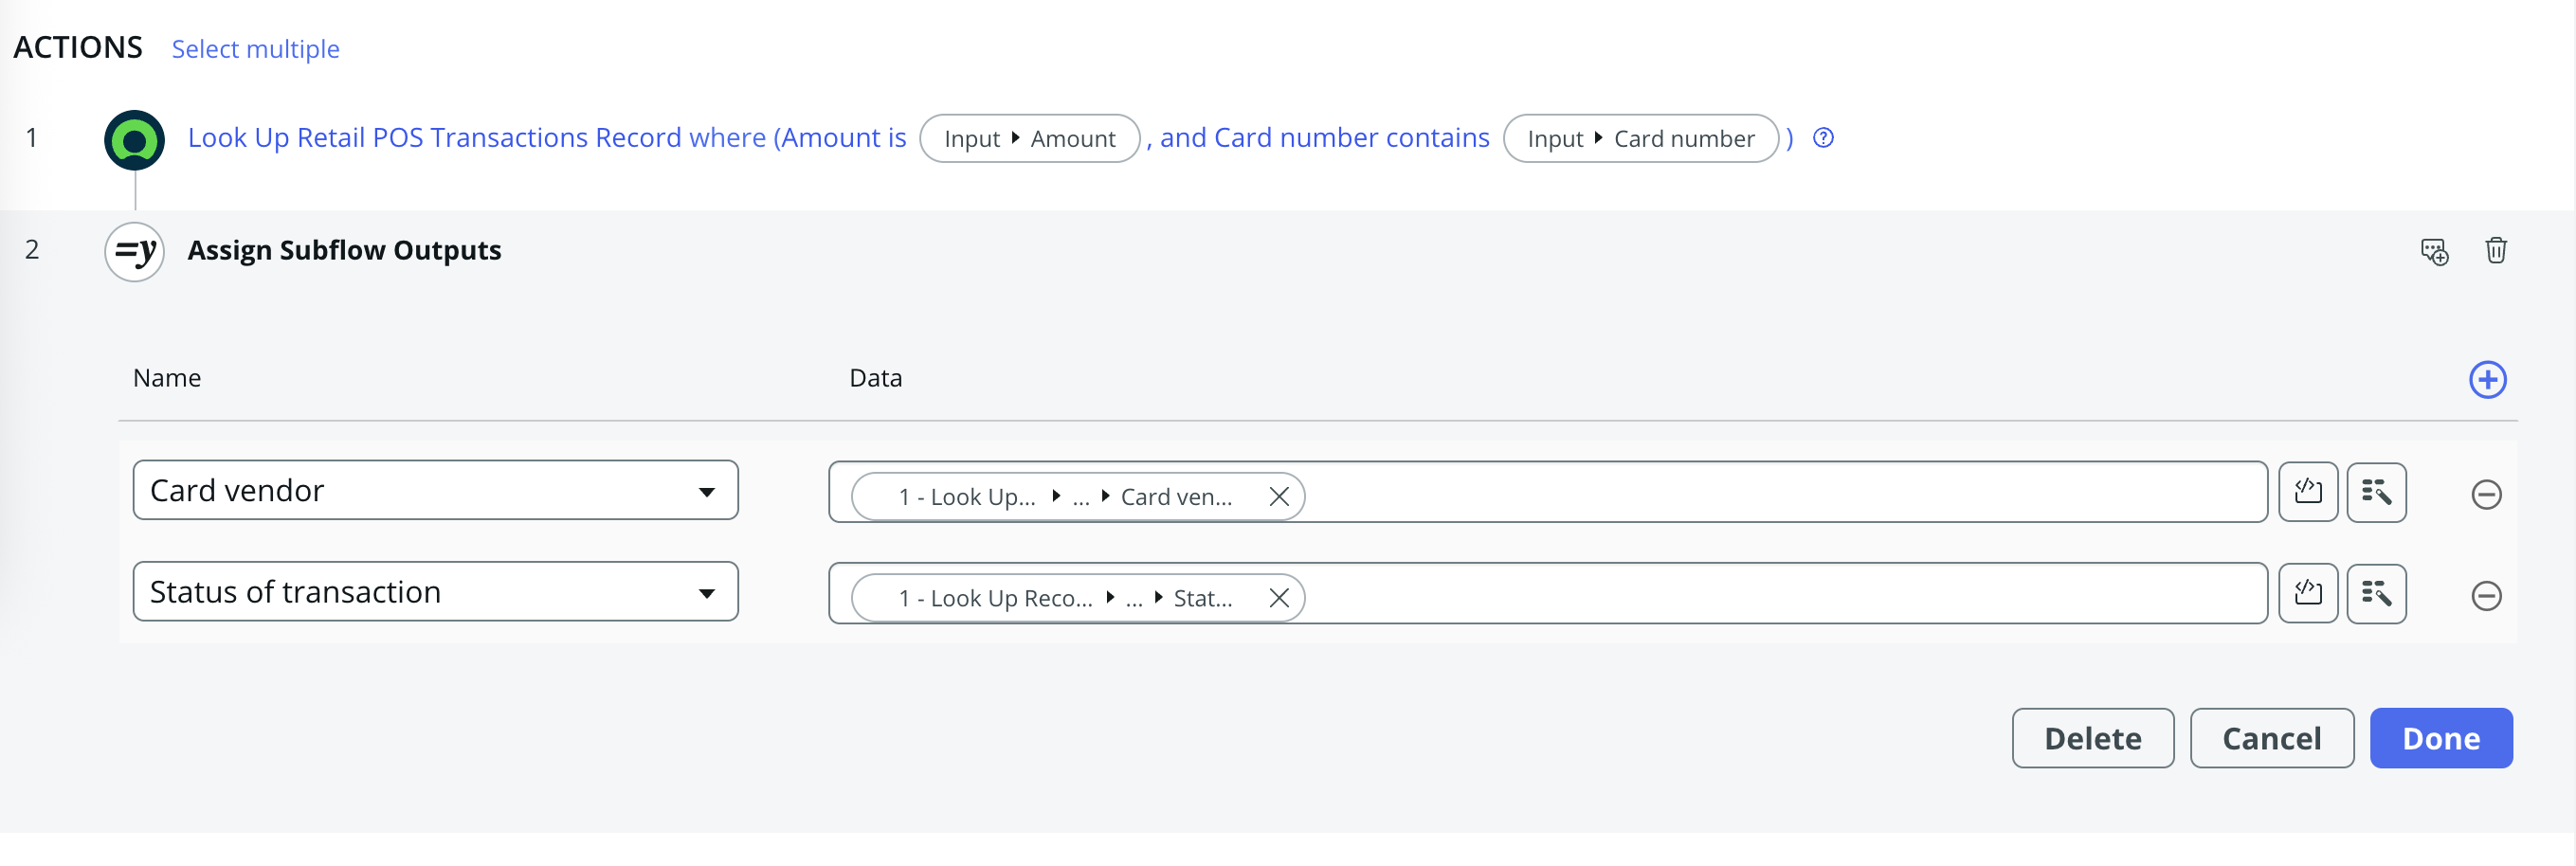 ACTIONS Select multiple
1 Look Up Retail POS Transactions Record where (Amount is Input ▸ Amount , and Card number contains Input ▸ Card number )
2 =y Assign Subflow Outputs
Name Data
Card vendor 1 - Look Up... ▸ ... ▸ Card ven...
Status of transaction 1 - Look Up Reco... ▸ ... ▸ Stat...
Delete Cancel Done